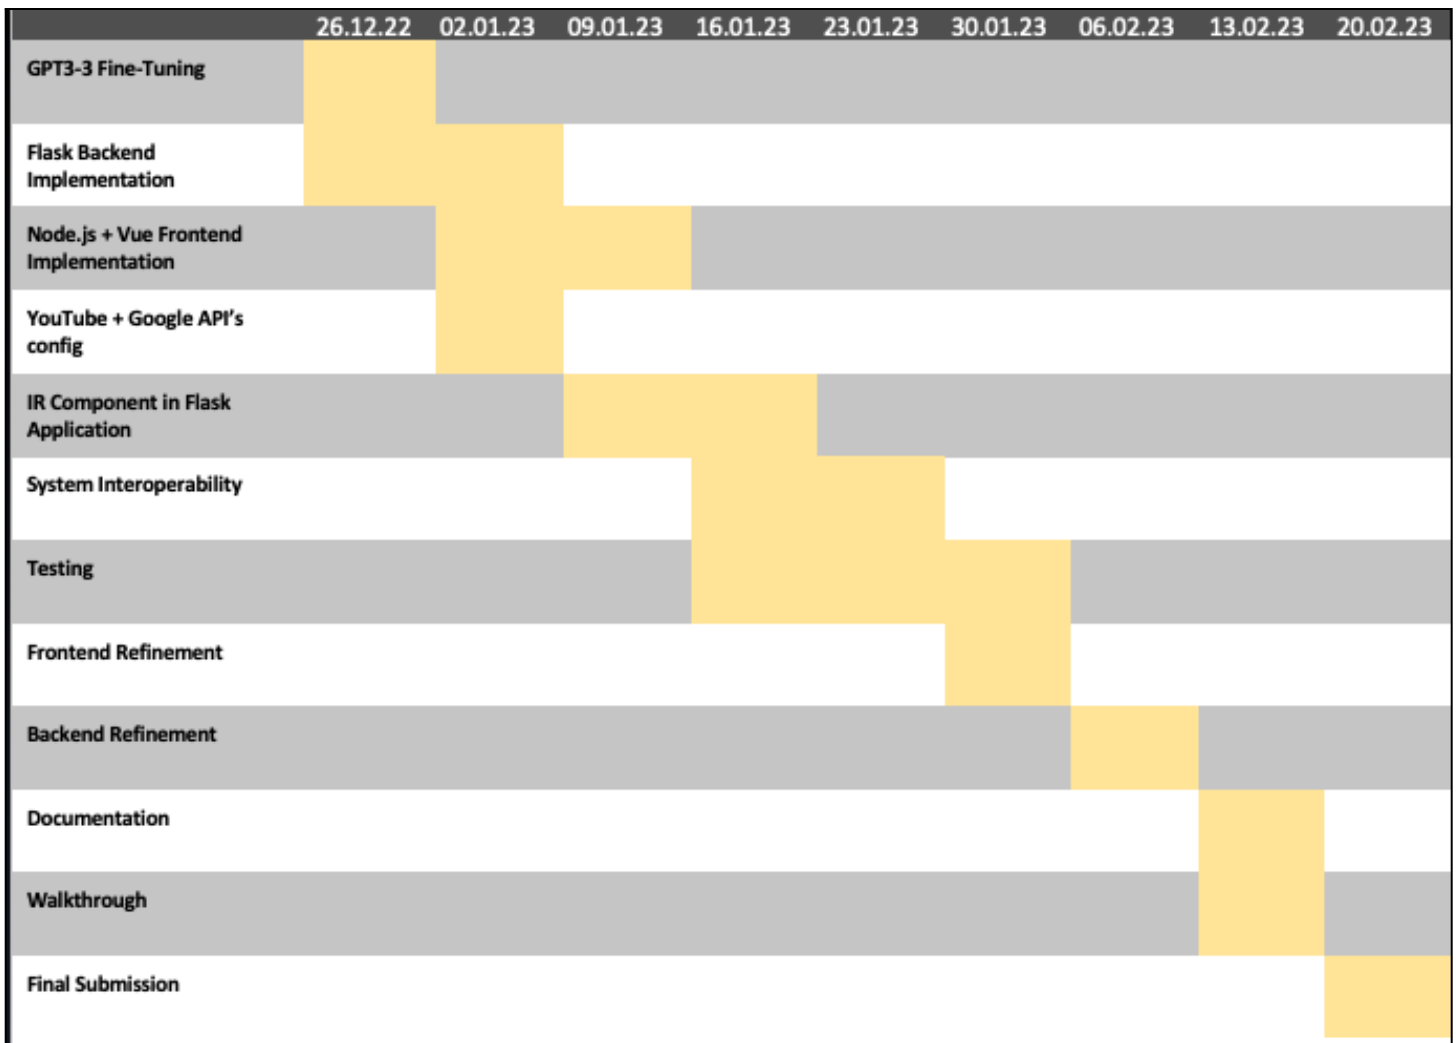 26.12.22 02.01.23 09.01.23 16.01.23 23.01.23 30.01.23 06.02.23 13.02.23 20.02.23
GPT3-3 Fine-Tuning
Flask Backend
Implementation
Node.js + Vue Frontend
Implementation
YouTube + Google API’s
config
IR Component in Flask
Application
System Interoperability
Testing
Frontend Refinement
Backend Refinement
Documentation
Walkthrough
Final Submission